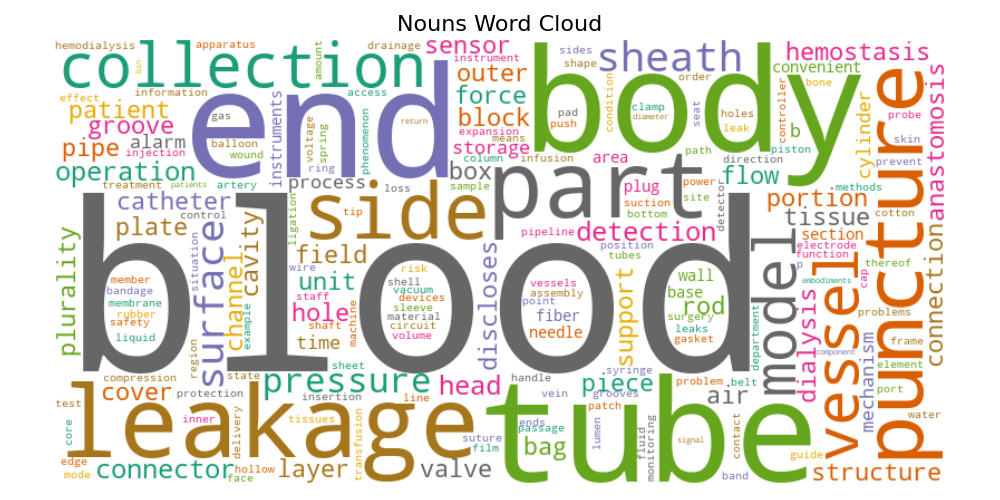 Nouns Word Cloud
hemodialysis
apparatus
drainage
sensor
collection
amount
bin
information
access
patient
effect
groove
gas
pipe
alarm
balloon
injection
wound
operation
treatment
patients
artery
catheter
control
plate
end
instruments
voltage
ring
spring
phenomenon
return
process
loss
ligation
tip
side
field
wire
unit
staff
hole
shaft
time
machine
outer
instrument
force
block
expansion
means
storage
column
infusion
box
sample
body
sheath
sides
shape
order
condition
clamp
diameter
pad
push
seat
holes
leak
path
area
direction
part
plug
power
suction
site
bottom
detector
flow
pipeline
detection
position
tubes
hemostasis
convenient
controller
bone
b
piston
cylinder
prevent
skin
probe
methods
portion
cotton
tissue
section
electrode
function
p
cap
thereof
embodiments
problems
puncture
anastomosis
connection
plurality
blood
member
bandage
membrane
rubber
safety
liquid
situation
surface
region
channel
cavity
example
risk
shell
vacuum
devices
sleeve
material
circuit
volume
discloses
vessels
assembly
point
fiber
needle
support
wall
base
rod
surgery
leaks
gasket
department
model
dialysis
component
vessel
mechanism
frame
element
port
water
compression
state
sheet
cover
protection
insertion
pressure
line
head
handle
syringe
piece
problem
belt
air
test
core
inner
leakage
tissues
delivery
transfusion
vein
grooves
ends
patch
passage
suture
film
bag
lumen
fluid
monitoring
tube
signal
contact
band
guide
edge
mode
connector
hollow
face
layer
valve
structure